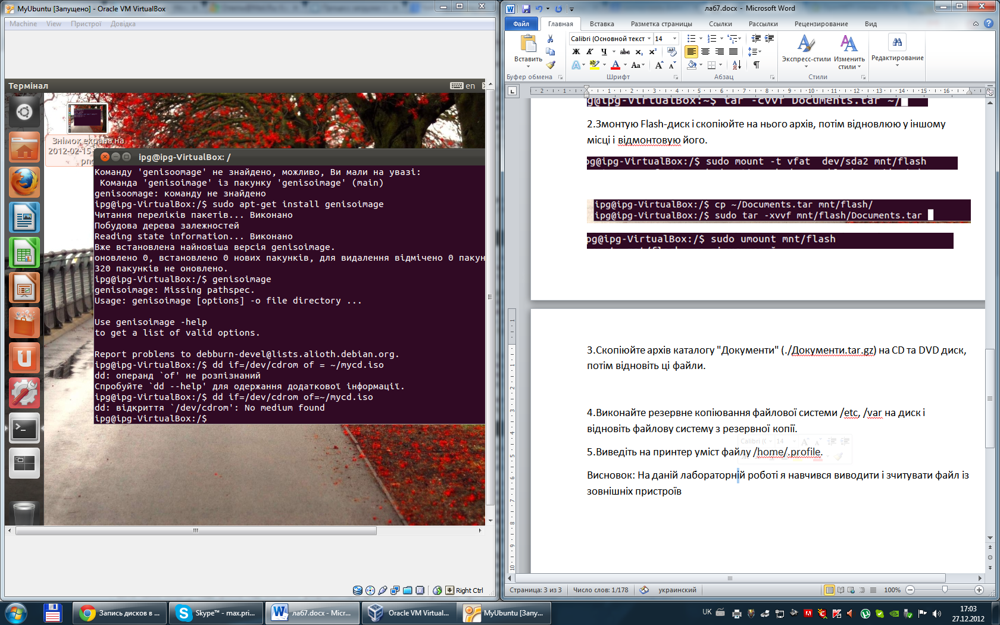 MyUbuntu [Запущено] - Oracle VM VirtualBox
Machine View Пристрої Довідка
Термінал
en
Знімок екрана на
2012-02-15
png
ipg@ipg-VirtualBox: /
Команду 'genisoomage' не знайдено, можливо, Ви мали на увазі:
Команда 'genisoimage' із пакунку 'genisoimage' (main)
genisoomage: команду не знайдено
ipg@ipg-VirtualBox:/$ sudo apt-get install genisoimage
Читання переліків пакетів... Виконано
Побудова дерева залежностей
Reading state information... Виконано
Вже встановлена найновіша версія genisoimage.
оновлено 0, встановлено 0 нових пакунків, для видалення відмічено 0 пакун
320 пакунків не оновлено.
ipg@ipg-VirtualBox:/$ genisoimage
genisoimage: Missing pathspec.
Usage: genisoimage [options] -o file directory ...
Use genisoimage -help
to get a list of valid options.
Report problems to debburn-devel@lists.alioth.debian.org.
ipg@ipg-VirtualBox:/$ dd if=/dev/cdrom of = ~/mycd.iso
dd: операнд `of' не розпізнаний
Спробуйте `dd --help' для одержання додаткової інформації.
ipg@ipg-VirtualBox:/$ dd if=/dev/cdrom of=~/mycd.iso
dd: відкриття `/dev/cdrom': No medium found
ipg@ipg-VirtualBox:/$
Right Ctrl
лаб7.docx - Microsoft Word
Файл Главная Вставка Разметка страницы Ссылки Рассылки Рецензирование Вид
Calibri (Основной текст 14
Вставить
Экспресс-стили Изменить стили
Редактирование
Буфер обмена Шрифт Абзац Стили
g@ipg-VirtualBox:~$ tar -cvvf Documents.tar ~/
2.Змонтую Flash-диск і скопіюйте на нього архів, потім відновлюю у іншому
місці і відмонтовую його.
pg@ipg-VirtualBox:/$ sudo mount -t vfat dev/sda2 mnt/flash
ipg@ipg-VirtualBox:/$ cp ~/Documents.tar mnt/flash/
ipg@ipg-VirtualBox:/$ sudo tar -xvvf mnt/flash/Documents.tar
pg@ipg-VirtualBox:/$ sudo umount mnt/flash
3.Скопіюйте архів каталогу "Документи" (./Документи.tar.gz) на CD та DVD диск,
потім відновіть ці файли.
4.Виконайте резервне копіювання файлової системи /etc, /var на диск і
відновіть файлову систему з резервної копії.
5.Виведіть на принтер уміст файлу /home/.profile.
Висновок: На даній лабораторній роботі я навчився виводити і зчитувати файл із
зовнішніх пристроїв
Страница: 3 из 3 Число слов: 1/178 украинский 100%
Запись дисков в ... Skype™ - max.pri... лаб7.docx - Micr... Oracle VM Virtual... MyUbuntu [Запу...
UK
17:03
27.12.2012